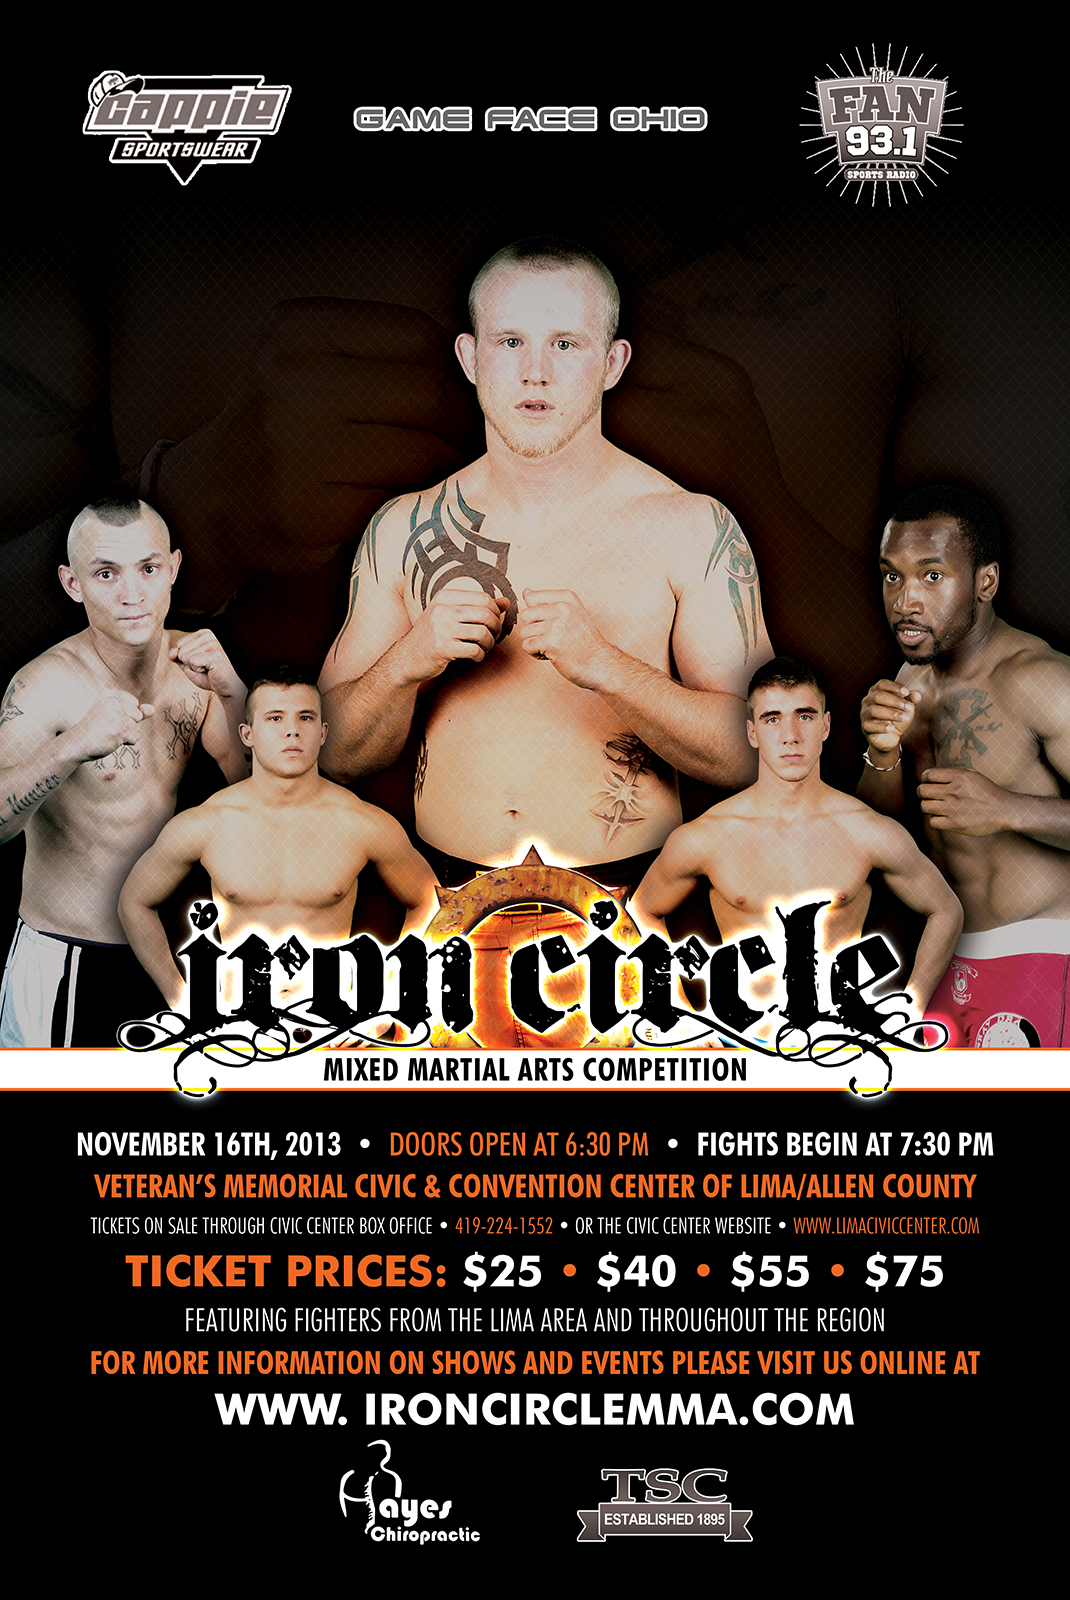 Cappie
SPORTSWEAR
GAME FACE OHIO
The
FAN
93.1
SPORTS RADIO
Hunter
iron circle
MIXED MARTIAL ARTS COMPETITION
NOVEMBER 16TH, 2013 • DOORS OPEN AT 6:30 PM • FIGHTS BEGIN AT 7:30 PM
VETERAN'S MEMORIAL CIVIC & CONVENTION CENTER OF LIMA/ALLEN COUNTY
TICKETS ON SALE THROUGH CIVIC CENTER BOX OFFICE • 419-224-1552 • OR THE CIVIC CENTER WEBSITE • WWW.LIMACIVICCENTER.COM
TICKET PRICES: $25 • $40 • $55 • $75
FEATURING FIGHTERS FROM THE LIMA AREA AND THROUGHOUT THE REGION
FOR MORE INFORMATION ON SHOWS AND EVENTS PLEASE VISIT US ONLINE AT
WWW. IRONCIRCLEMMA.COM
Hayes
Chiropractic
TSC
ESTABLISHED 1895